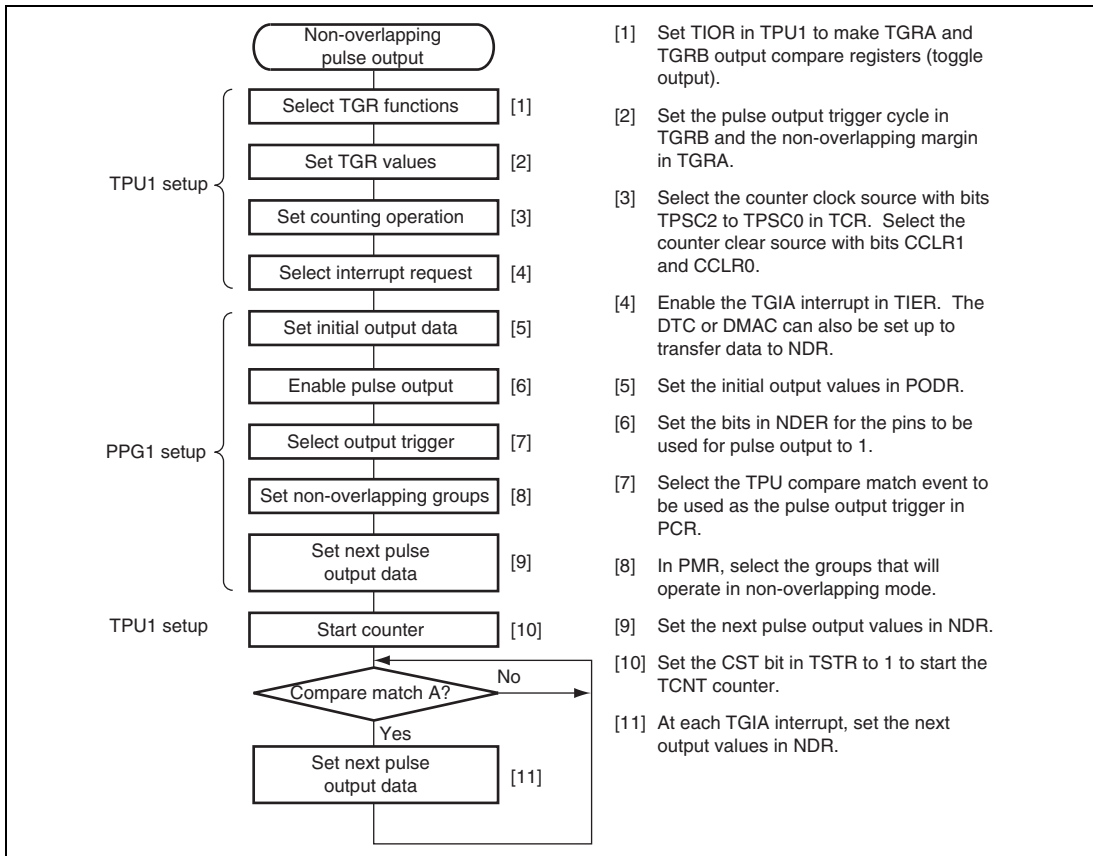 Non-overlapping
pulse output
TPU1 setup
Select TGR functions [1]
Set TGR values [2]
Set counting operation [3]
Select interrupt request [4]
PPG1 setup
Set initial output data [5]
Enable pulse output [6]
Select output trigger [7]
Set non-overlapping groups [8]
Set next pulse
output data
[9]
TPU1 setup
Start counter [10]
Compare match A?
No
Yes
Set next pulse
output data
[11]
[1] Set TIOR in TPU1 to make TGRA and
TGRB output compare registers (toggle
output).
[2] Set the pulse output trigger cycle in
TGRB and the non-overlapping margin
in TGRA.
[3] Select the counter clock source with bits
TPSC2 to TPSC0 in TCR. Select the
counter clear source with bits CCLR1
and CCLR0.
[4] Enable the TGIA interrupt in TIER. The
DTC or DMAC can also be set up to
transfer data to NDR.
[5] Set the initial output values in PODR.
[6] Set the bits in NDER for the pins to be
used for pulse output to 1.
[7] Select the TPU compare match event to
be used as the pulse output trigger in
PCR.
[8] In PMR, select the groups that will
operate in non-overlapping mode.
[9] Set the next pulse output values in NDR.
[10] Set the CST bit in TSTR to 1 to start the
TCNT counter.
[11] At each TGIA interrupt, set the next
output values in NDR.